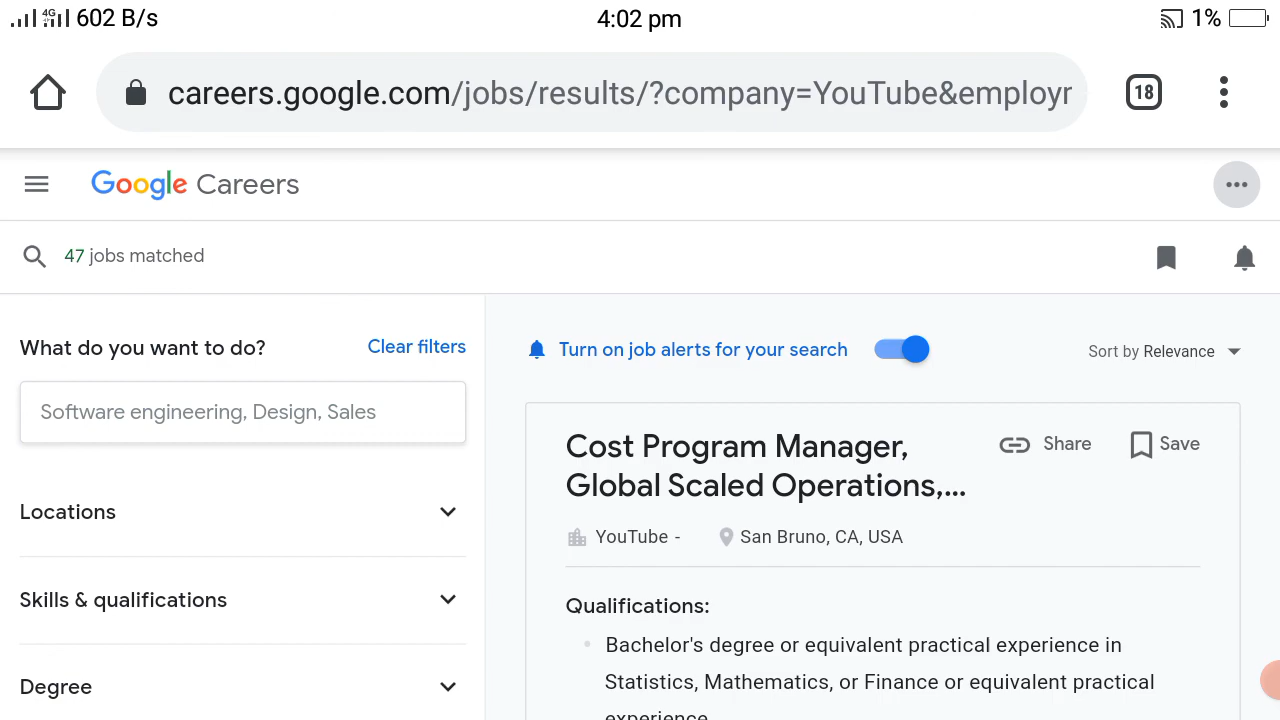 4G 602 B/s 4:02 pm 1%
careers.google.com/jobs/results/?company=YouTube&employr 18
Google Careers
47 jobs matched
What do you want to do? Clear filters
Software engineering, Design, Sales
Locations
Skills & qualifications
Degree
Turn on job alerts for your search
Sort by Relevance
Cost Program Manager,
Global Scaled Operations,...
Share Save
YouTube - San Bruno, CA, USA
Qualifications:
Bachelor's degree or equivalent practical experience in
Statistics, Mathematics, or Finance or equivalent practical
experience